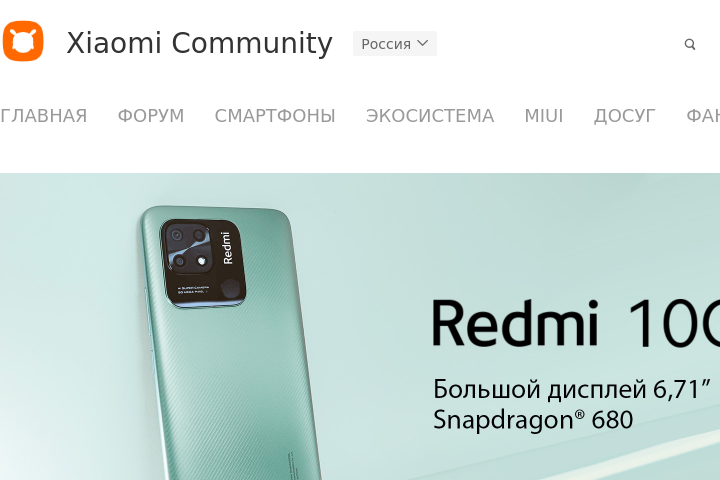 Xiaomi Community
Россия
ГЛАВНАЯ ФОРУМ СМАРТФОНЫ ЭКОСИСТЕМА MIUI ДОСУГ ФАН
Redmi
Redmi 10C
Большой дисплей 6,71”
Snapdragon® 680